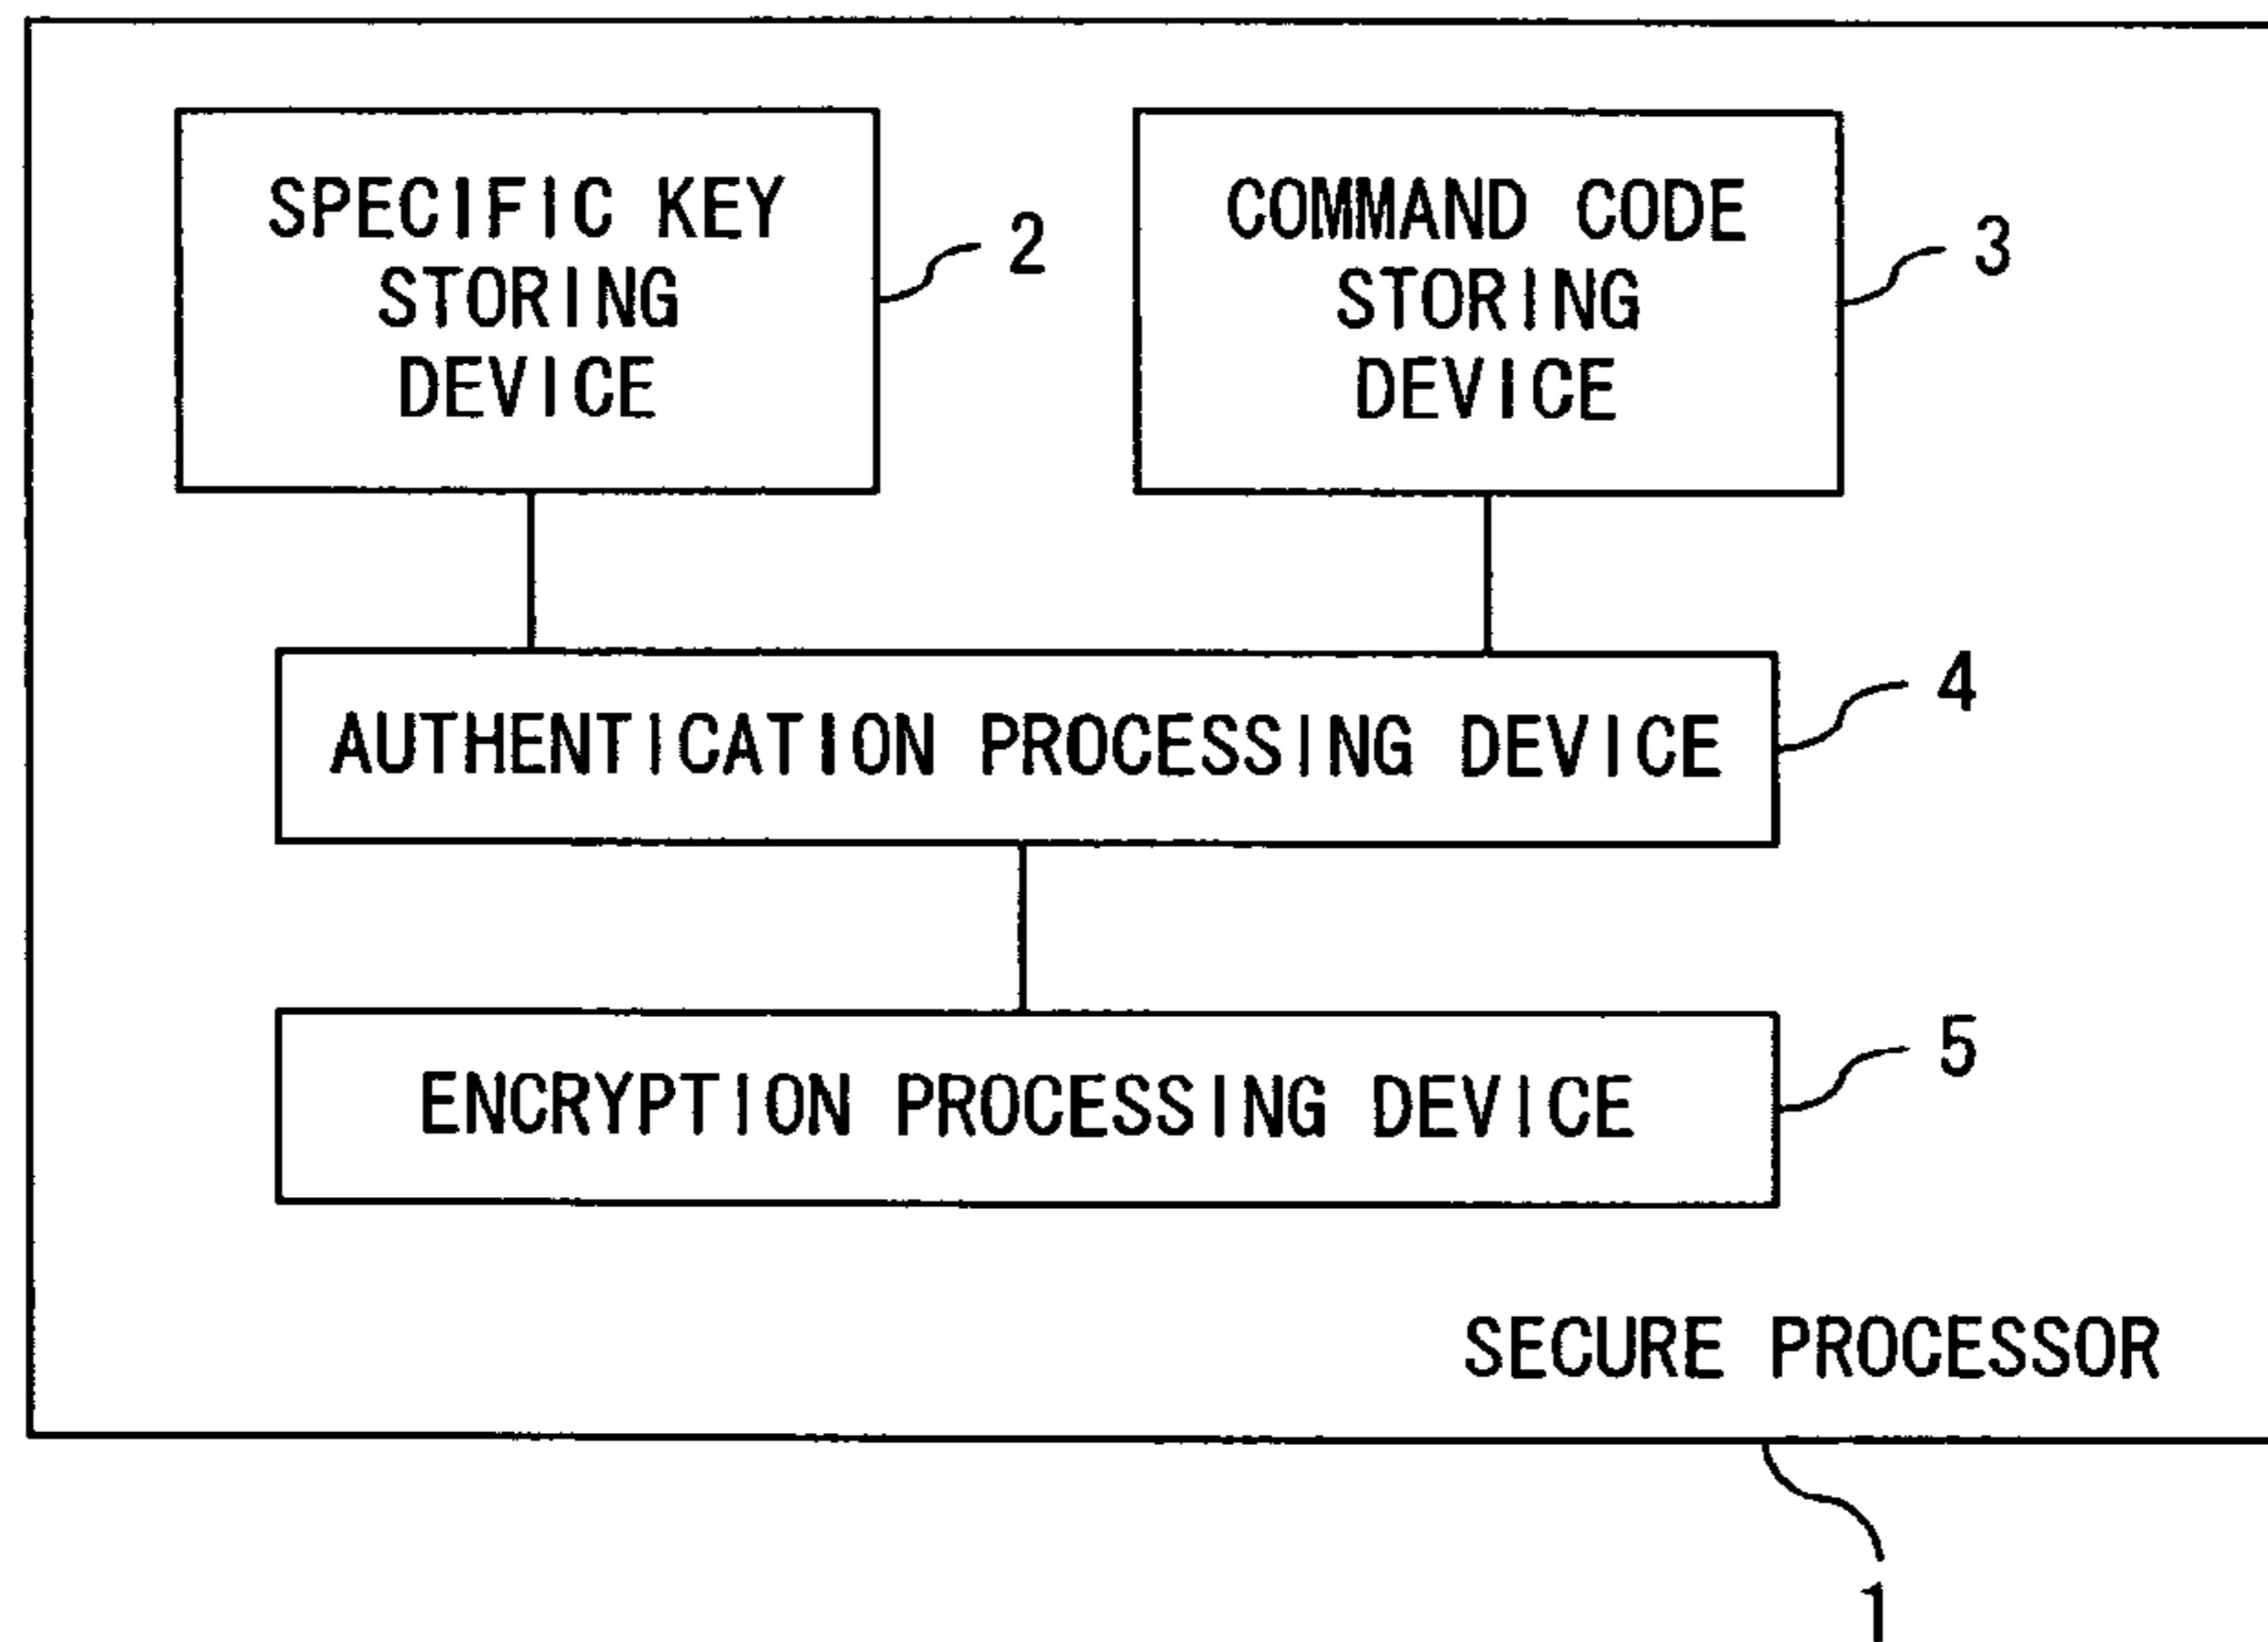 SPECIFIC KEY
STORING
DEVICE
2
COMMAND CODE
STORING
DEVICE
3
AUTHENTICATION PROCESSING DEVICE
4
ENCRYPTION PROCESSING DEVICE
5
SECURE PROCESSOR
1